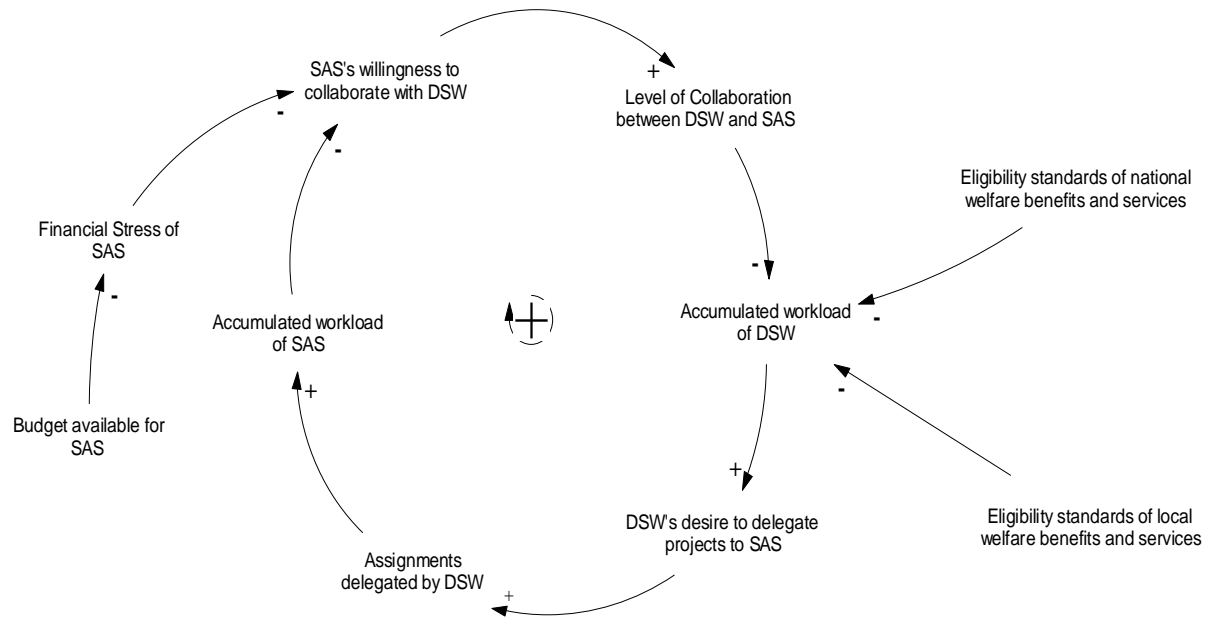 SAS's willingness to
collaborate with DSW
+
Level of Collaboration
between DSW and SAS
-
-
Eligibility standards of national
welfare benefits and services
Financial Stress of
SAS
-
-
Accumulated workload
of SAS
+
Accumulated workload
of DSW
-
-
+
Budget available for
SAS
+
DSW's desire to delegate
projects to SAS
Eligibility standards of local
welfare benefits and services
Assignments
delegated by DSW
+